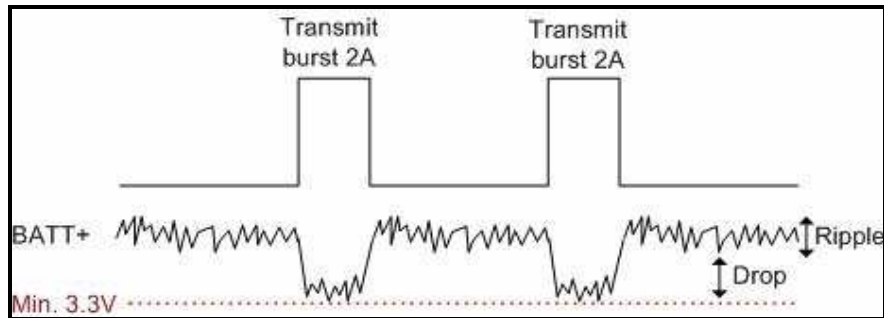 Transmit
burst 2A
Transmit
burst 2A
BATT+
Ripple
Drop
Min. 3.3V